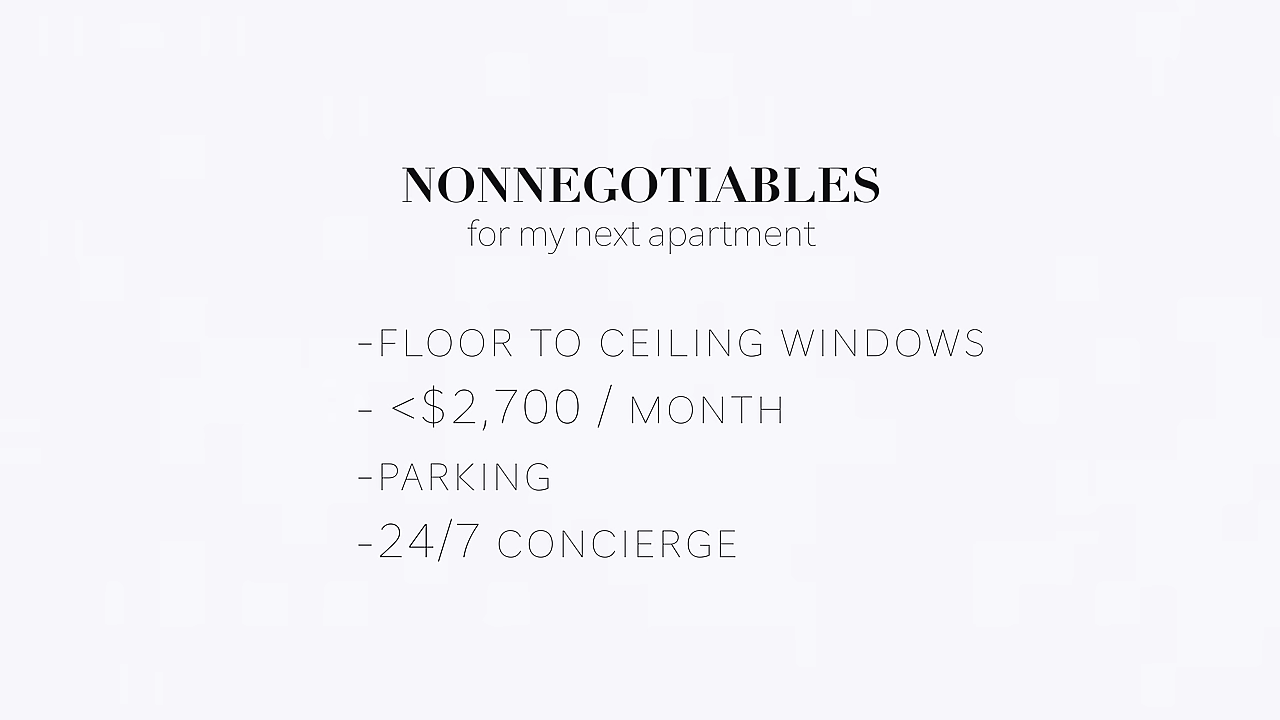 NONNEGOTIABLES
for my next apartment
-FLOOR TO CEILING WINDOWS
- <$2,700 / MONTH
-PARKING
-24/7 CONCIERGE